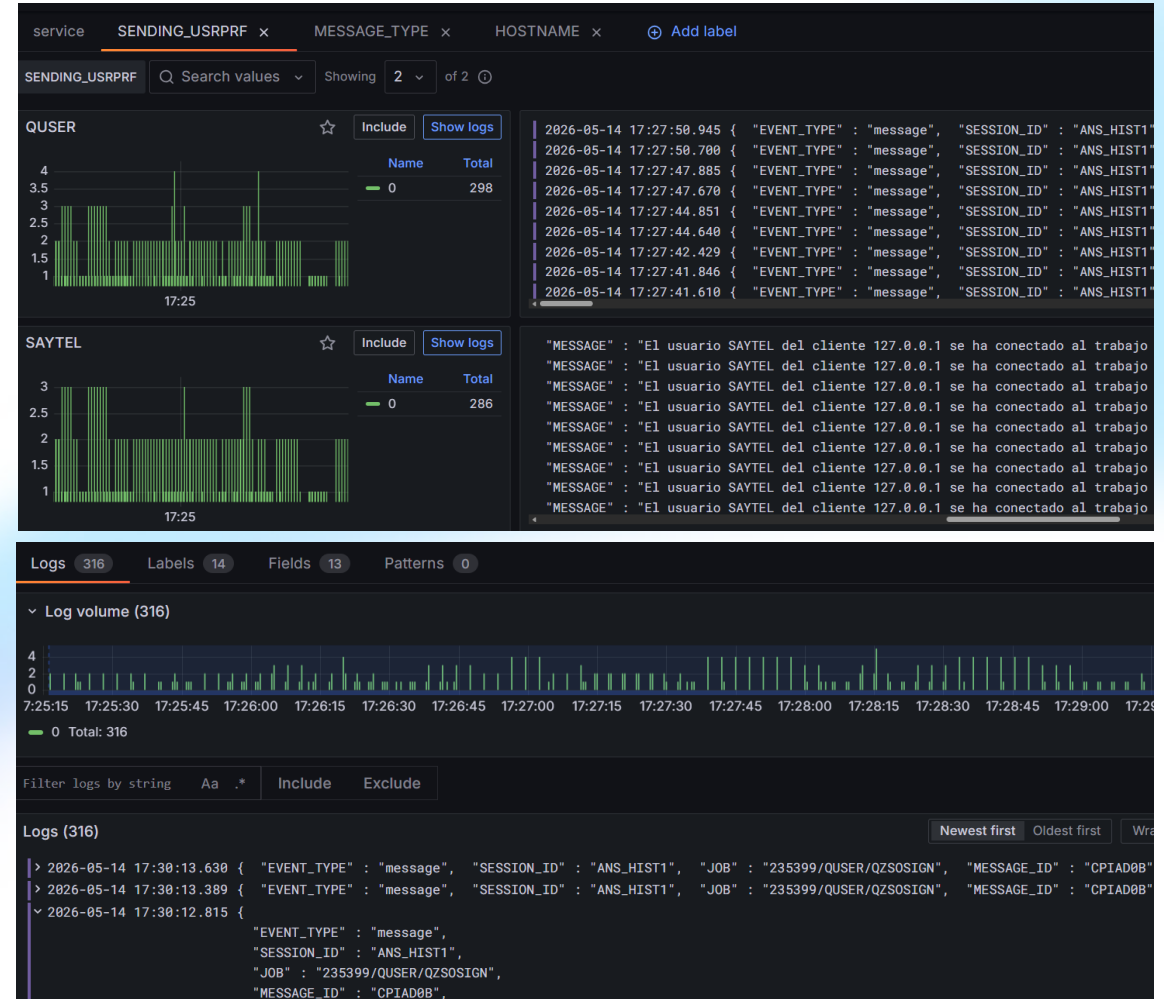 service SENDING_USRPRF × MESSAGE_TYPE × HOSTNAME × Add label
SENDING_USRPRF Search values Showing 2 of 2
QUSER Include Show logs
Name Total
0 298
4
3.5
3
2.5
2
1.5
1
17:25
2026-05-14 17:27:50.945 { "EVENT_TYPE" : "message", "SESSION_ID" : "ANS_HIST1"
2026-05-14 17:27:50.700 { "EVENT_TYPE" : "message", "SESSION_ID" : "ANS_HIST1"
2026-05-14 17:27:47.885 { "EVENT_TYPE" : "message", "SESSION_ID" : "ANS_HIST1"
2026-05-14 17:27:47.670 { "EVENT_TYPE" : "message", "SESSION_ID" : "ANS_HIST1"
2026-05-14 17:27:44.851 { "EVENT_TYPE" : "message", "SESSION_ID" : "ANS_HIST1"
2026-05-14 17:27:44.640 { "EVENT_TYPE" : "message", "SESSION_ID" : "ANS_HIST1"
2026-05-14 17:27:42.429 { "EVENT_TYPE" : "message", "SESSION_ID" : "ANS_HIST1"
2026-05-14 17:27:41.846 { "EVENT_TYPE" : "message", "SESSION_ID" : "ANS_HIST1"
2026-05-14 17:27:41.610 { "EVENT_TYPE" : "message", "SESSION_ID" : "ANS_HIST1"
SAYTEL Include Show logs
Name Total
0 286
3
2.5
2
1.5
1
17:25
"MESSAGE" : "El usuario SAYTEL del cliente 127.0.0.1 se ha conectado al trabajo
"MESSAGE" : "El usuario SAYTEL del cliente 127.0.0.1 se ha conectado al trabajo
"MESSAGE" : "El usuario SAYTEL del cliente 127.0.0.1 se ha conectado al trabajo
"MESSAGE" : "El usuario SAYTEL del cliente 127.0.0.1 se ha conectado al trabajo
"MESSAGE" : "El usuario SAYTEL del cliente 127.0.0.1 se ha conectado al trabajo
"MESSAGE" : "El usuario SAYTEL del cliente 127.0.0.1 se ha conectado al trabajo
"MESSAGE" : "El usuario SAYTEL del cliente 127.0.0.1 se ha conectado al trabajo
"MESSAGE" : "El usuario SAYTEL del cliente 127.0.0.1 se ha conectado al trabajo
"MESSAGE" : "El usuario SAYTEL del cliente 127.0.0.1 se ha conectado al trabajo
Logs 316 Labels 14 Fields 13 Patterns 0
Log volume (316)
4
2
0
7:25:15 17:25:30 17:25:45 17:26:00 17:26:15 17:26:30 17:26:45 17:27:00 17:27:15 17:27:30 17:27:45 17:28:00 17:28:15 17:28:30 17:28:45 17:29:00 17:29
0 Total: 316
Filter logs by string Aa .* Include Exclude
Logs (316) Newest first Oldest first Wra
> 2026-05-14 17:30:13.630 { "EVENT_TYPE" : "message", "SESSION_ID" : "ANS_HIST1", "JOB" : "235399/QUSER/QZSOSIGN", "MESSAGE_ID" : "CPIAD0B"
> 2026-05-14 17:30:13.389 { "EVENT_TYPE" : "message", "SESSION_ID" : "ANS_HIST1", "JOB" : "235399/QUSER/QZSOSIGN", "MESSAGE_ID" : "CPIAD0B"
2026-05-14 17:30:12.815 {
"EVENT_TYPE" : "message",
"SESSION_ID" : "ANS_HIST1",
"JOB" : "235399/QUSER/QZSOSIGN",
"MESSAGE_ID" : "CPIAD0B",